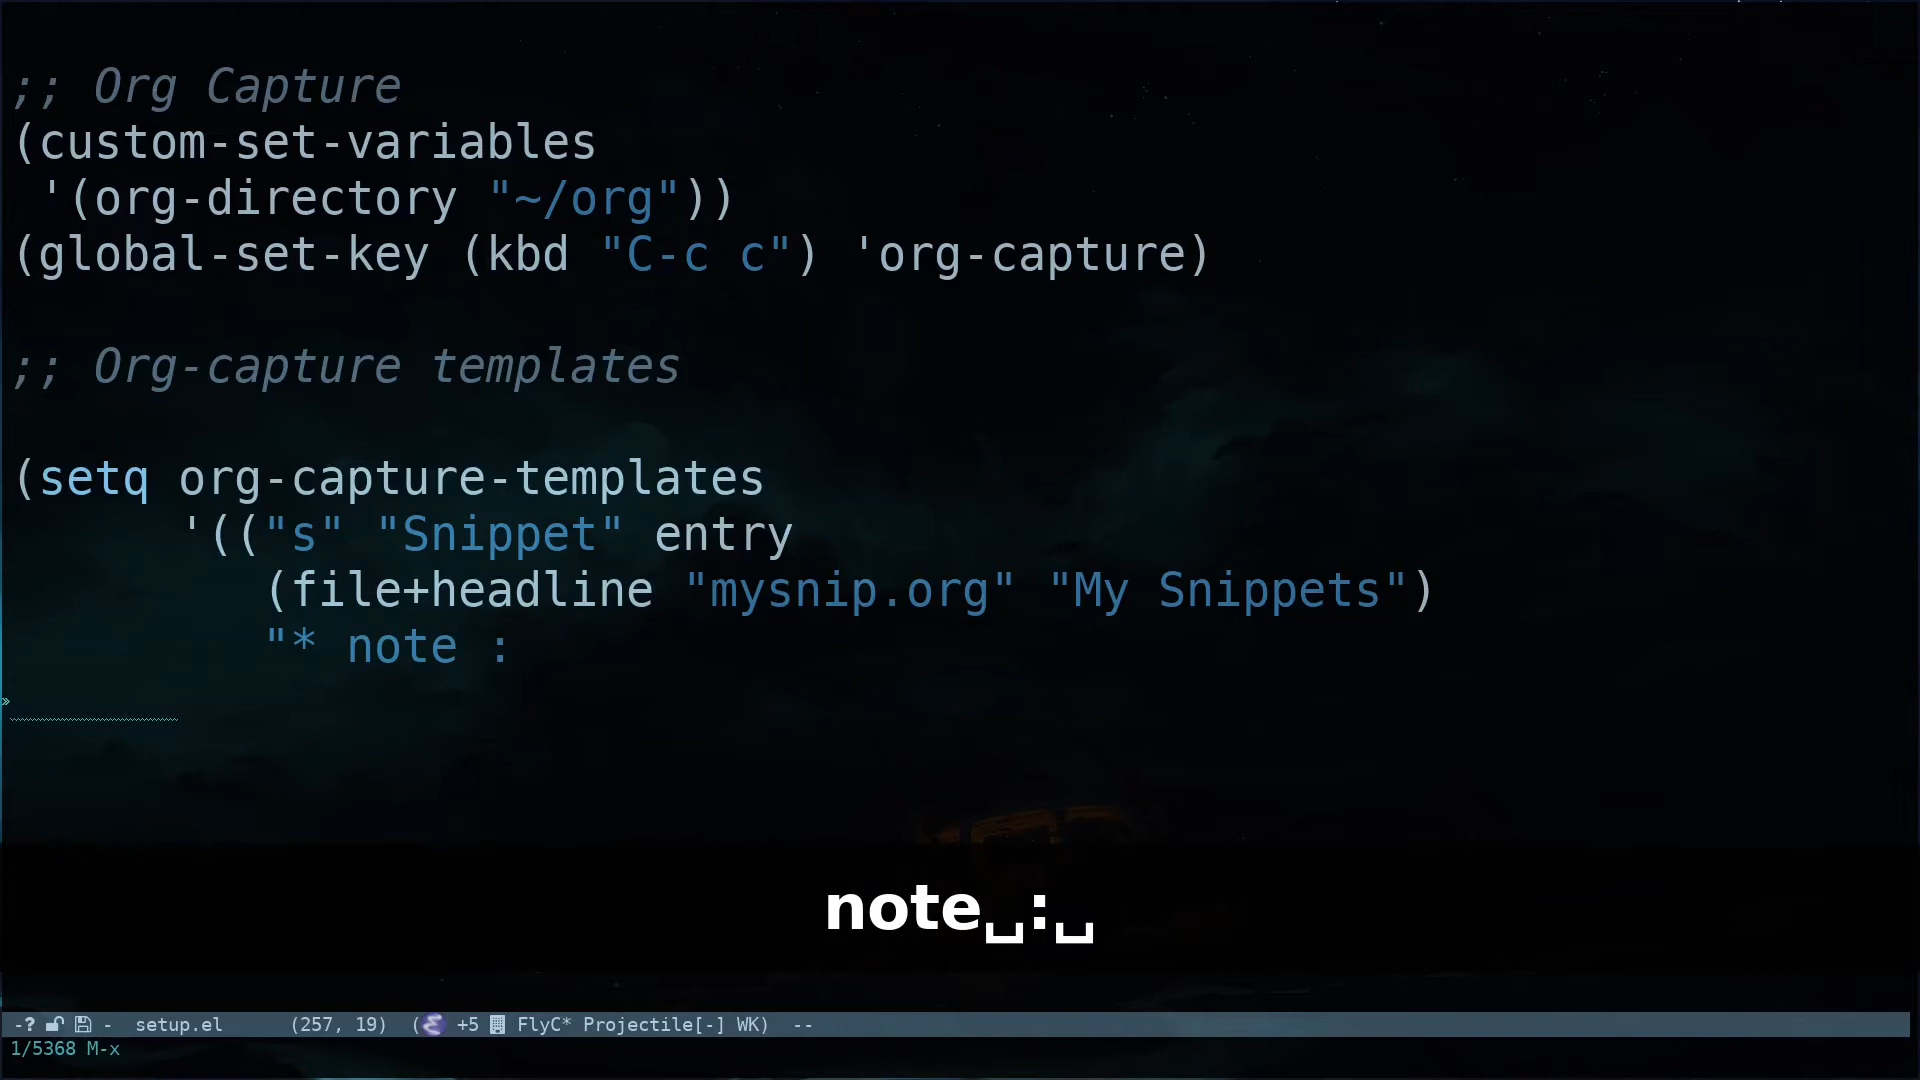 ;; Org Capture
(custom-set-variables
 '(org-directory "~/org"))
(global-set-key (kbd "C-c c") 'org-capture)
;; Org-capture templates
(setq org-capture-templates
      '(("s" "Snippet" entry
         (file+headline "mysnip.org" "My Snippets")
         "* note :
»
note␣:␣
-? - setup.el (257, 19) ( +5 FlyC* Projectile[-] WK) --
1/5368 M-x